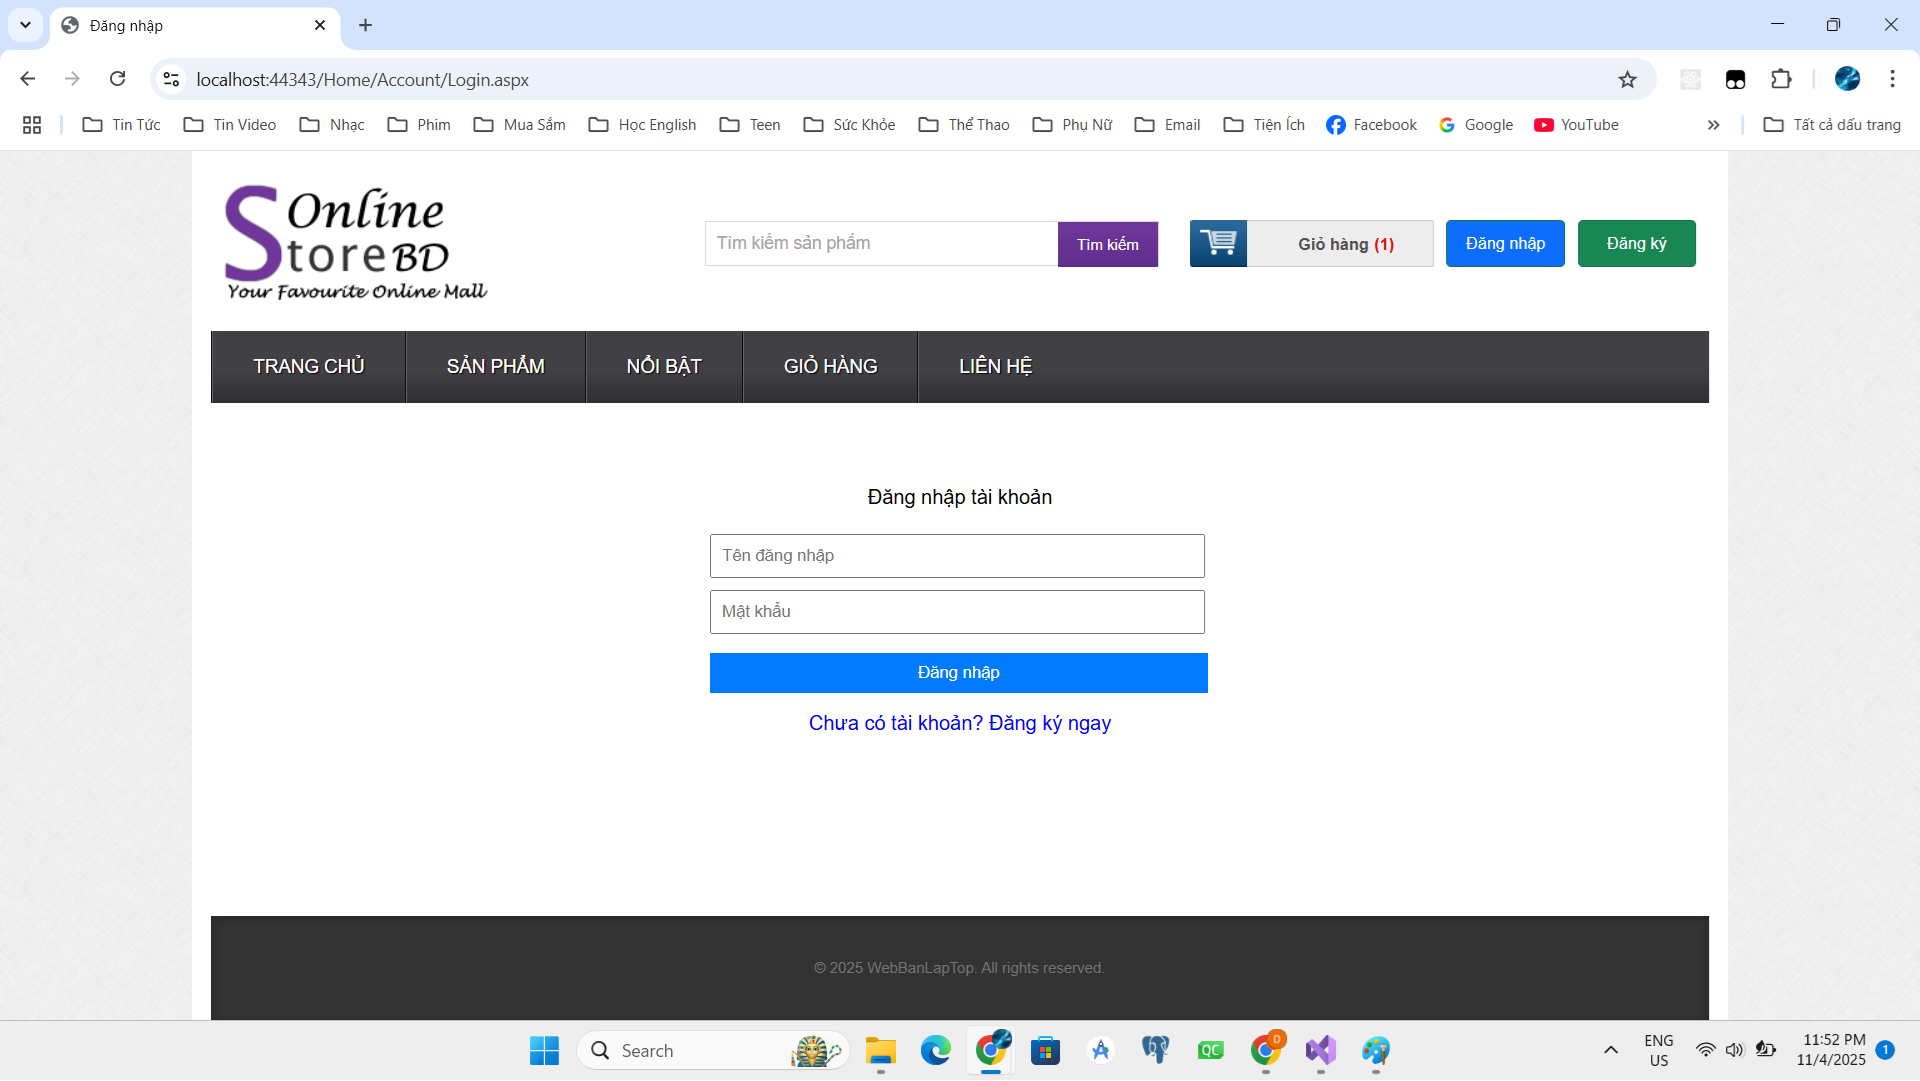 Đăng nhập
localhost:44343/Home/Account/Login.aspx
Tin Tức Tin Video Nhạc Phim Mua Sắm Học English Teen Sức Khỏe Thể Thao Phụ Nữ Email Tiện Ích Facebook Google YouTube Tất cả dấu trang
S Online
Store BD
Your Favourite Online Mall
Tìm kiếm sản phẩm Tìm kiếm Giỏ hàng (1) Đăng nhập Đăng ký
TRANG CHỦ SẢN PHẨM NỔI BẬT GIỎ HÀNG LIÊN HỆ
Đăng nhập tài khoản
Tên đăng nhập
Mật khẩu
Đăng nhập
Chưa có tài khoản? Đăng ký ngay
© 2025 WebBanLapTop. All rights reserved.
Search QC D ENG US 11:52 PM 11/4/2025 1